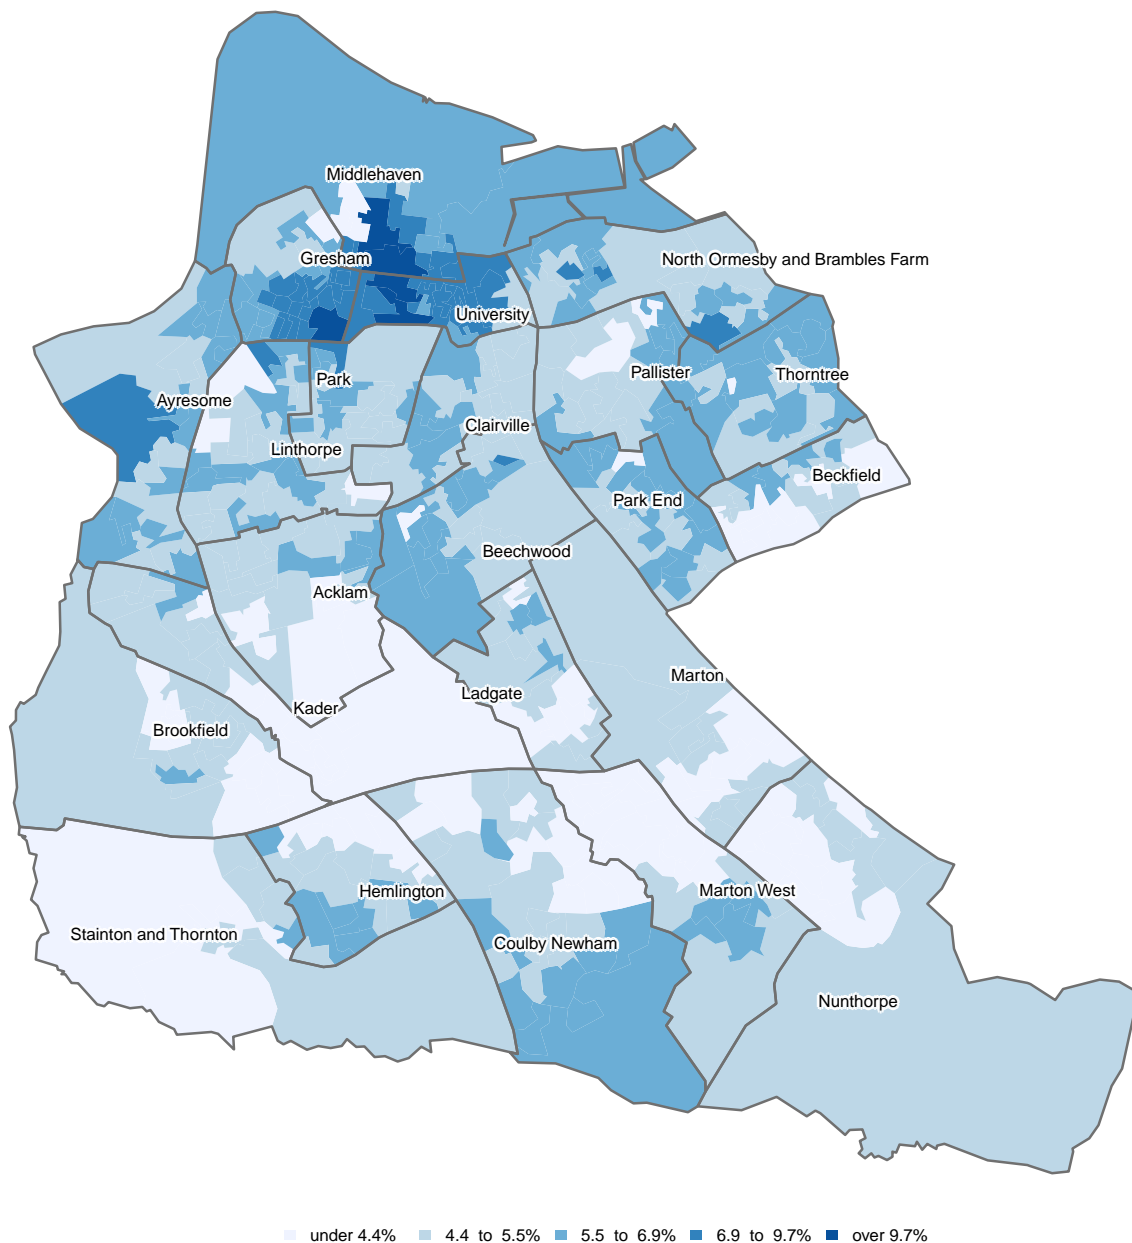 Middlehaven
Gresham
North Ormesby and Brambles Farm
University
Park
Pallister
Thorntree
Ayresome
Clairville
Linthorpe
Beckfield
Park End
Beechwood
Acklam
Marton
Ladgate
Kader
Brookfield
Hemlington
Marton West
Stainton and Thornton
Coulby Newham
Nunthorpe
under 4.4% 4.4 to 5.5% 5.5 to 6.9% 6.9 to 9.7% over 9.7%